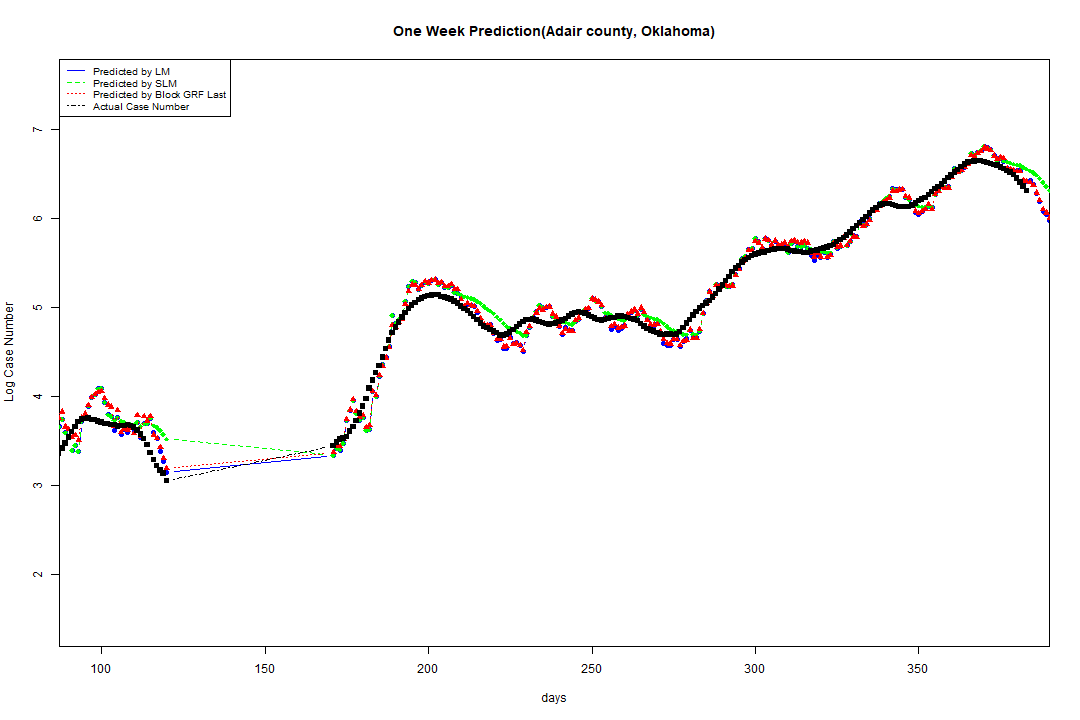 One Week Prediction(Adair county, Oklahoma)
Predicted by LM
Predicted by SLM
Predicted by Block GRF Last
Actual Case Number
7
6
5
4
3
2
Log Case Number
100 150 200 250 300 350
days